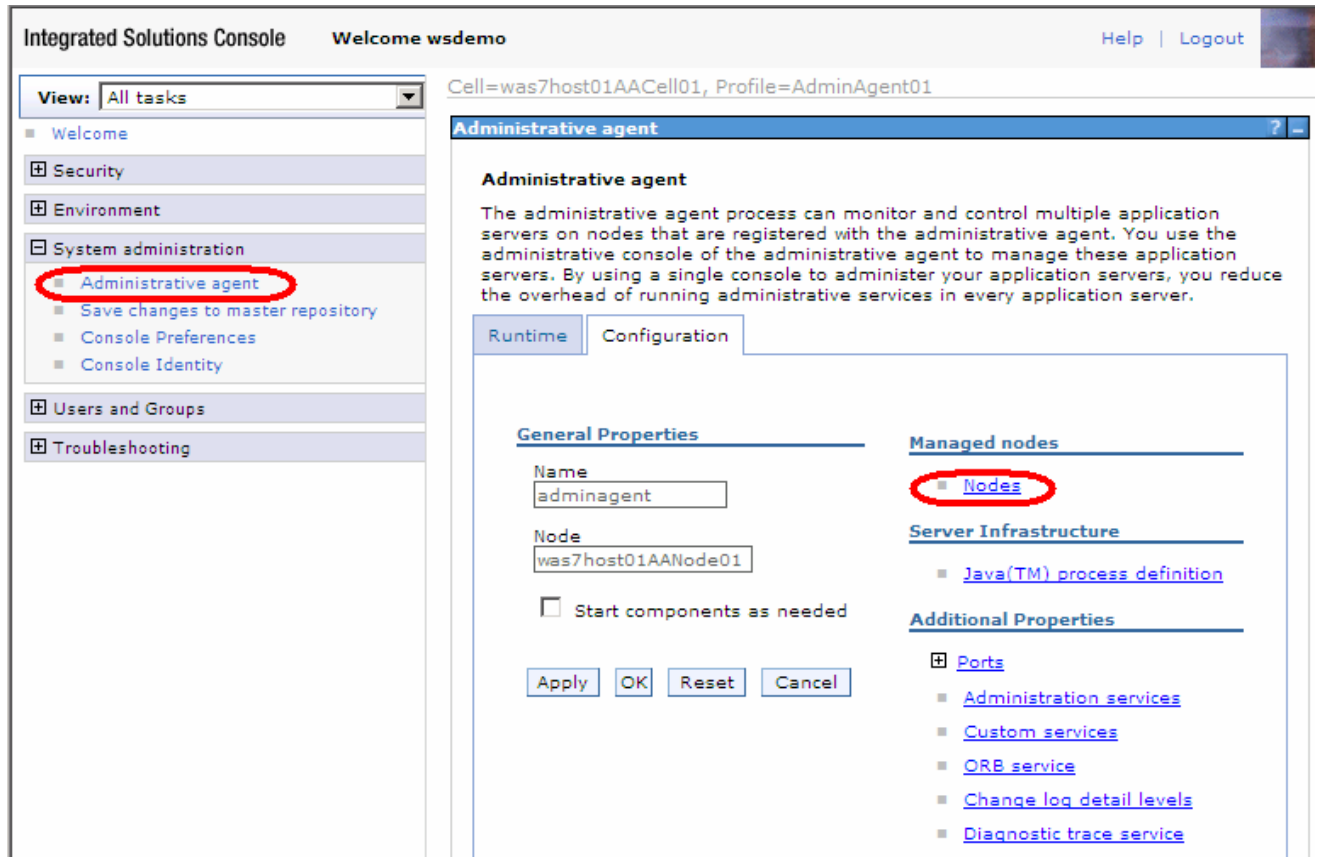 Integrated Solutions Console Welcome wsdemo Help | Logout
View: All tasks
Welcome
Security
Environment
System administration
Administrative agent
Save changes to master repository
Console Preferences
Console Identity
Users and Groups
Troubleshooting
Cell=was7host01AACell01, Profile=AdminAgent01
Administrative agent ? –
Administrative agent
The administrative agent process can monitor and control multiple application
servers on nodes that are registered with the administrative agent. You use the
administrative console of the administrative agent to manage these application
servers. By using a single console to administer your application servers, you reduce
the overhead of running administrative services in every application server.
Runtime Configuration
General Properties
Name
adminagent
Node
was7host01AANode01
Start components as needed
Apply OK Reset Cancel
Managed nodes
Nodes
Server Infrastructure
Java(TM) process definition
Additional Properties
Ports
Administration services
Custom services
ORB service
Change log detail levels
Diagnostic trace service